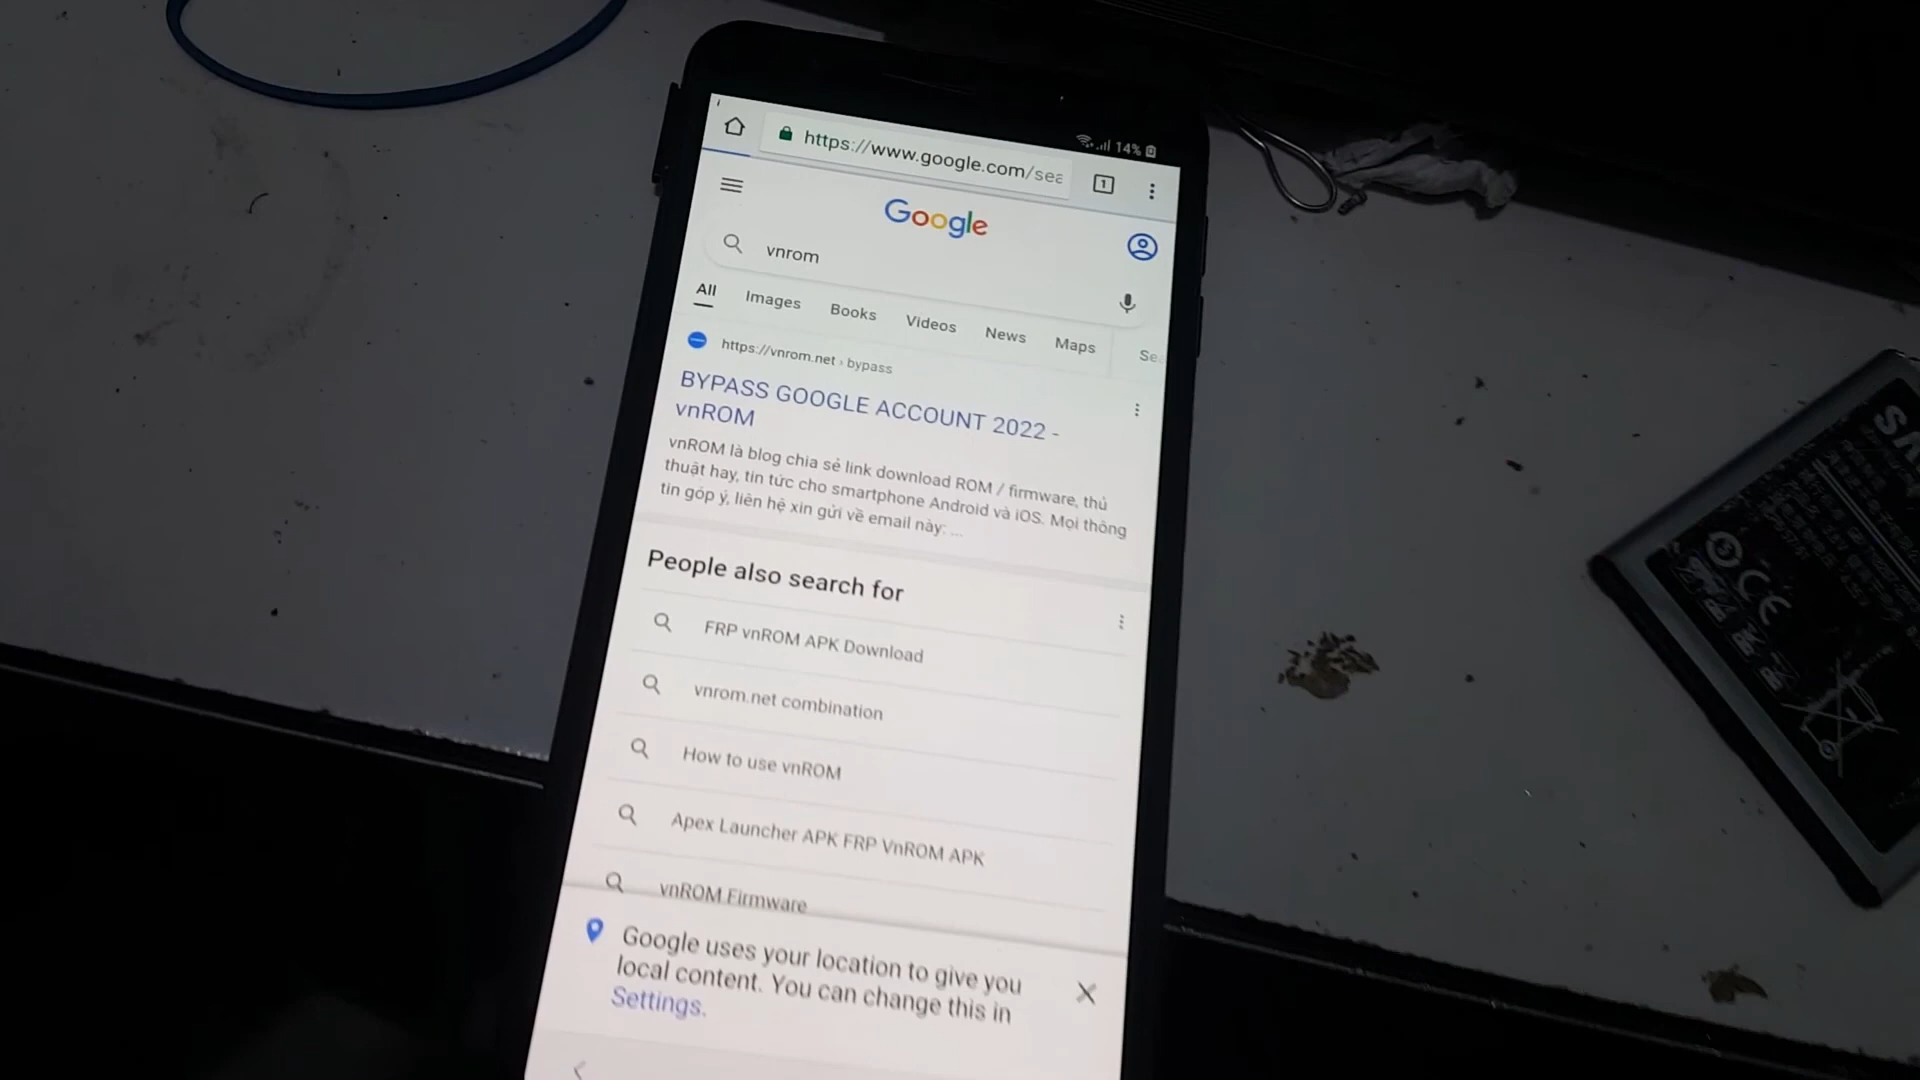 14%
https://www.google.com/sea
1
Google
vnrom
All Images Books Videos News Maps Sea
https://vnrom.net › bypass
BYPASS GOOGLE ACCOUNT 2022 -
vnROM
vnROM là blog chia sẻ link download ROM / firmware, thủ
thuật hay, tin tức cho smartphone Android và iOS. Mọi thông
tin góp ý, liên hệ xin gửi về email này: ...
People also search for
FRP vnROM APK Download
vnrom.net combination
How to use vnROM
Apex Launcher APK FRP VnROM APK
vnROM Firmware
Google uses your location to give you
local content. You can change this in
Settings.
CE